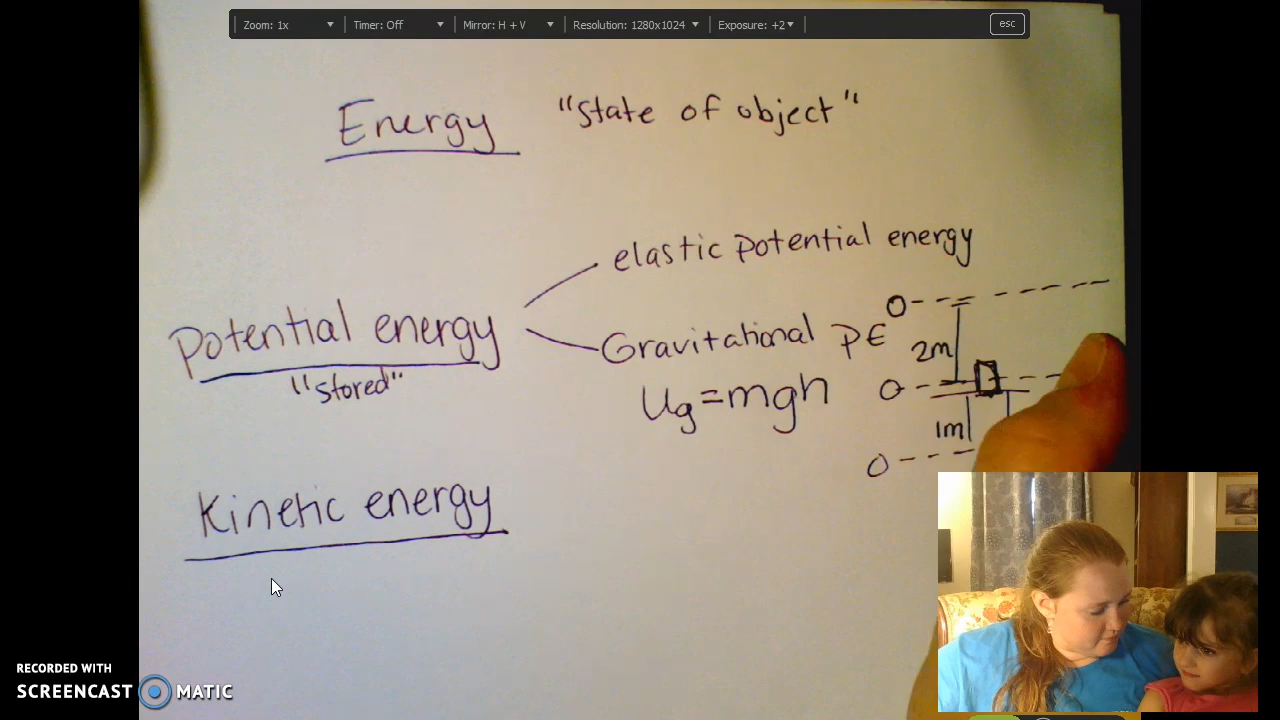 Zoom: 1x Timer: Off Mirror: H + V Resolution: 1280x1024 Exposure: +2 esc
Energy "state of object"
elastic potential energy
Potential energy
"stored"
Gravitational PE
Ug=mgh
0
2m
0
1m
0
Kinetic energy
RECORDED WITH
SCREENCAST MATIC